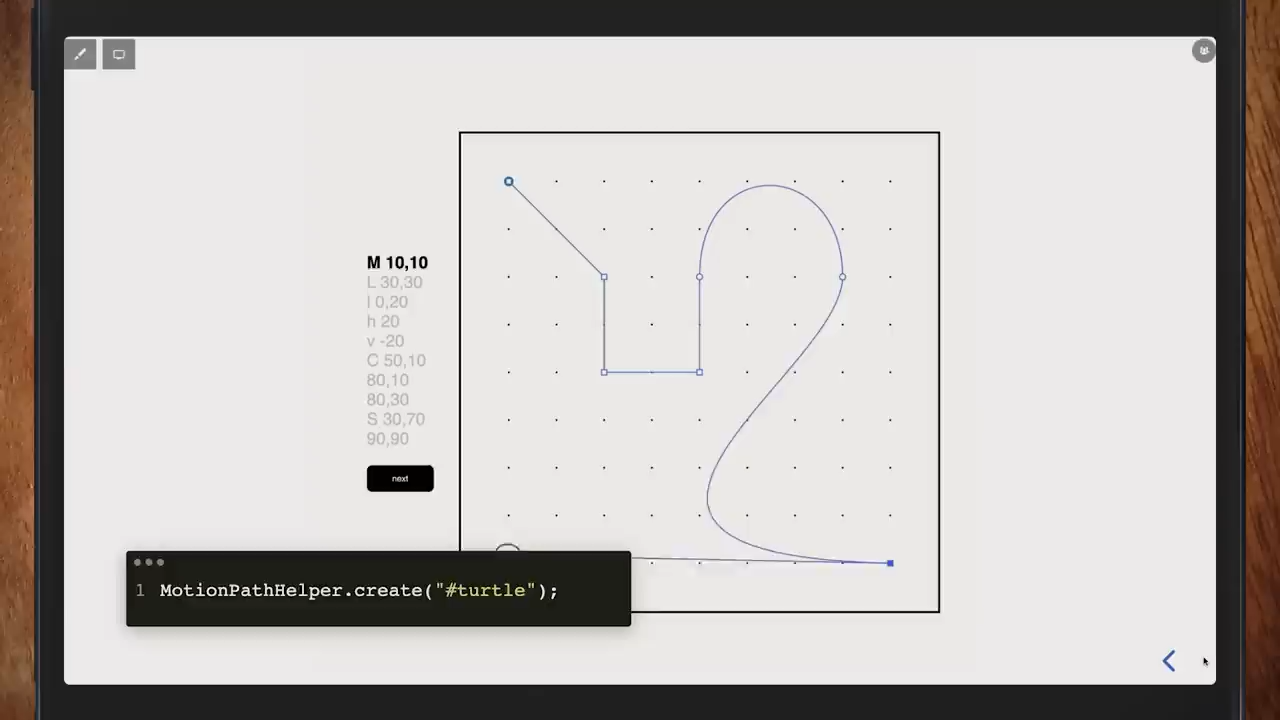 M 10,10
L 30,30
l 0,20
h 20
v -20
C 50,10
80,10
80,30
S 30,70
90,90
next
1 MotionPathHelper.create("#turtle");